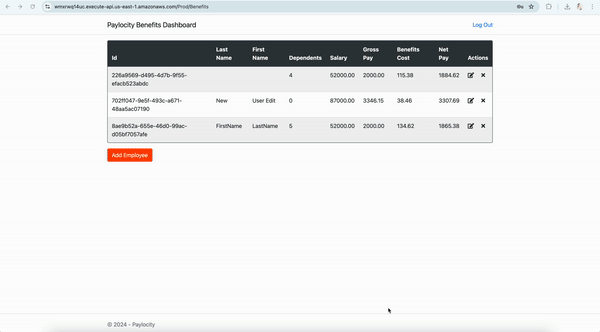 wmxrwq14uc.execute-api.us-east-1.amazonaws.com/Prod/Benefits
Paylocity Benefits Dashboard
Log Out
Id Last Name First Name Dependents Salary Gross Pay Benefits Cost Net Pay Actions
226a9569-d495-4d7b-9f55-
efacb523abdc 4 52000.00 2000.00 115.38 1884.62
702ff047-9e5f-493c-a671-
48aa5ac07190 New User Edit 0 87000.00 3346.15 38.46 3307.69
8ae9b52a-655e-46d0-99ac-
d05bf7057afe FirstName LastName 5 52000.00 2000.00 134.62 1865.38
Add Employee
© 2024 - Paylocity